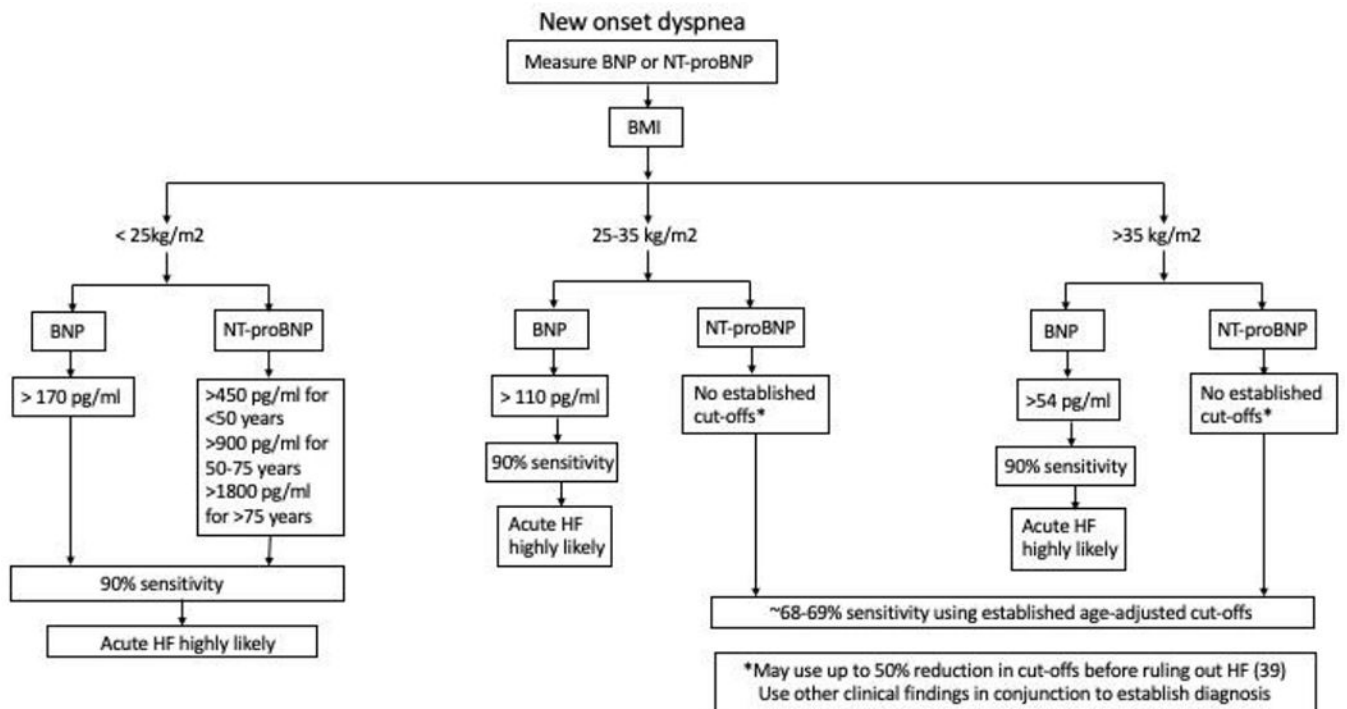 New onset dyspnea
Measure BNP or NT-proBNP
BMI
< 25kg/m2
25-35 kg/m2
>35 kg/m2
BNP
NT-proBNP
BNP
NT-proBNP
BNP
NT-proBNP
> 170 pg/ml
>450 pg/ml for
<50 years
>900 pg/ml for
50-75 years
>1800 pg/ml
for >75 years
> 110 pg/ml
No established
cut-offs*
>54 pg/ml
No established
cut-offs*
90% sensitivity
90% sensitivity
Acute HF
highly likely
Acute HF
highly likely
90% sensitivity
~68-69% sensitivity using established age-adjusted cut-offs
Acute HF highly likely
*May use up to 50% reduction in cut-offs before ruling out HF (39)
Use other clinical findings in conjunction to establish diagnosis